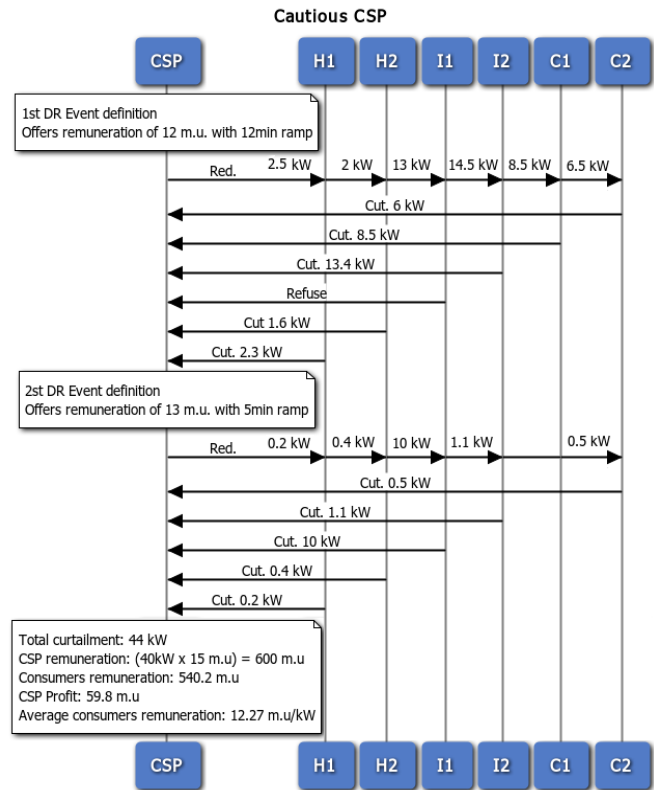 Cautious CSP
CSP H1 H2 I1 I2 C1 C2
1st DR Event definition
Offers remuneration of 12 m.u. with 12min ramp
Red. 2.5 kW 2 kW 13 kW 14.5 kW 8.5 kW 6.5 kW
Cut. 6 kW
Cut. 8.5 kW
Cut. 13.4 kW
Refuse
Cut 1.6 kW
Cut. 2.3 kW
2st DR Event definition
Offers remuneration of 13 m.u. with 5min ramp
Red. 0.2 kW 0.4 kW 10 kW 1.1 kW 0.5 kW
Cut. 0.5 kW
Cut. 1.1 kW
Cut. 10 kW
Cut. 0.4 kW
Cut. 0.2 kW
Total curtailment: 44 kW
CSP remuneration: (40kW x 15 m.u) = 600 m.u
Consumers remuneration: 540.2 m.u
CSP Profit: 59.8 m.u
Average consumers remuneration: 12.27 m.u/kW
CSP H1 H2 I1 I2 C1 C2